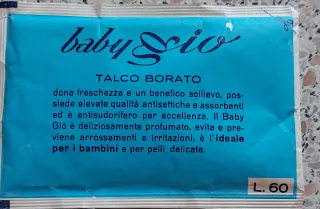 baby giò
TALCO BORATO
dona freschezza e un benefico sollievo, pos-
siede elevate qualità antisettiche e assorbenti
ed è antisudorifero per eccellenza. Il Baby
Giò è deliziosamente profumato, evita e pre-
viene arrossamenti e irritazioni, è l'ideale
per i bambini e per pelli delicate.
L. 60